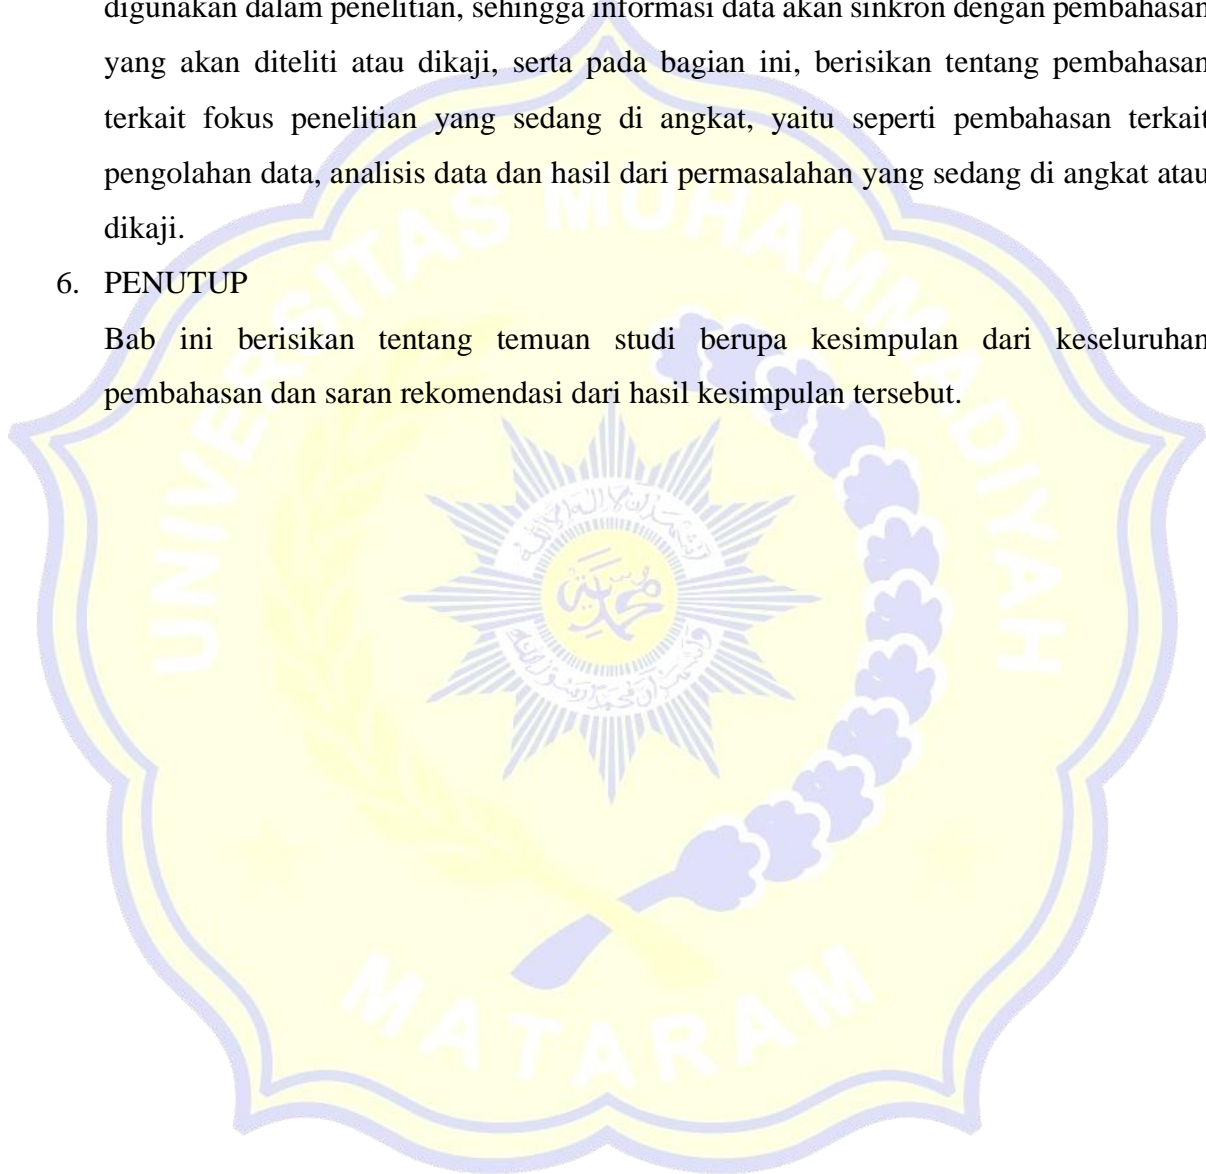 digunakan dalam penelitian, sehingga informasi data akan sinkron dengan pembahasan
yang akan diteliti atau dikaji, serta pada bagian ini, berisikan tentang pembahasan
terkait fokus penelitian yang sedang di angkat, yaitu seperti pembahasan terkait
pengolahan data, analisis data dan hasil dari permasalahan yang sedang di angkat atau
dikaji.
6. PENUTUP
Bab ini berisikan tentang temuan studi berupa kesimpulan dari keseluruhan
pembahasan dan saran rekomendasi dari hasil kesimpulan tersebut.
UNIVERSITAS MUHAMMADIYAH
MATARAM
محمدية